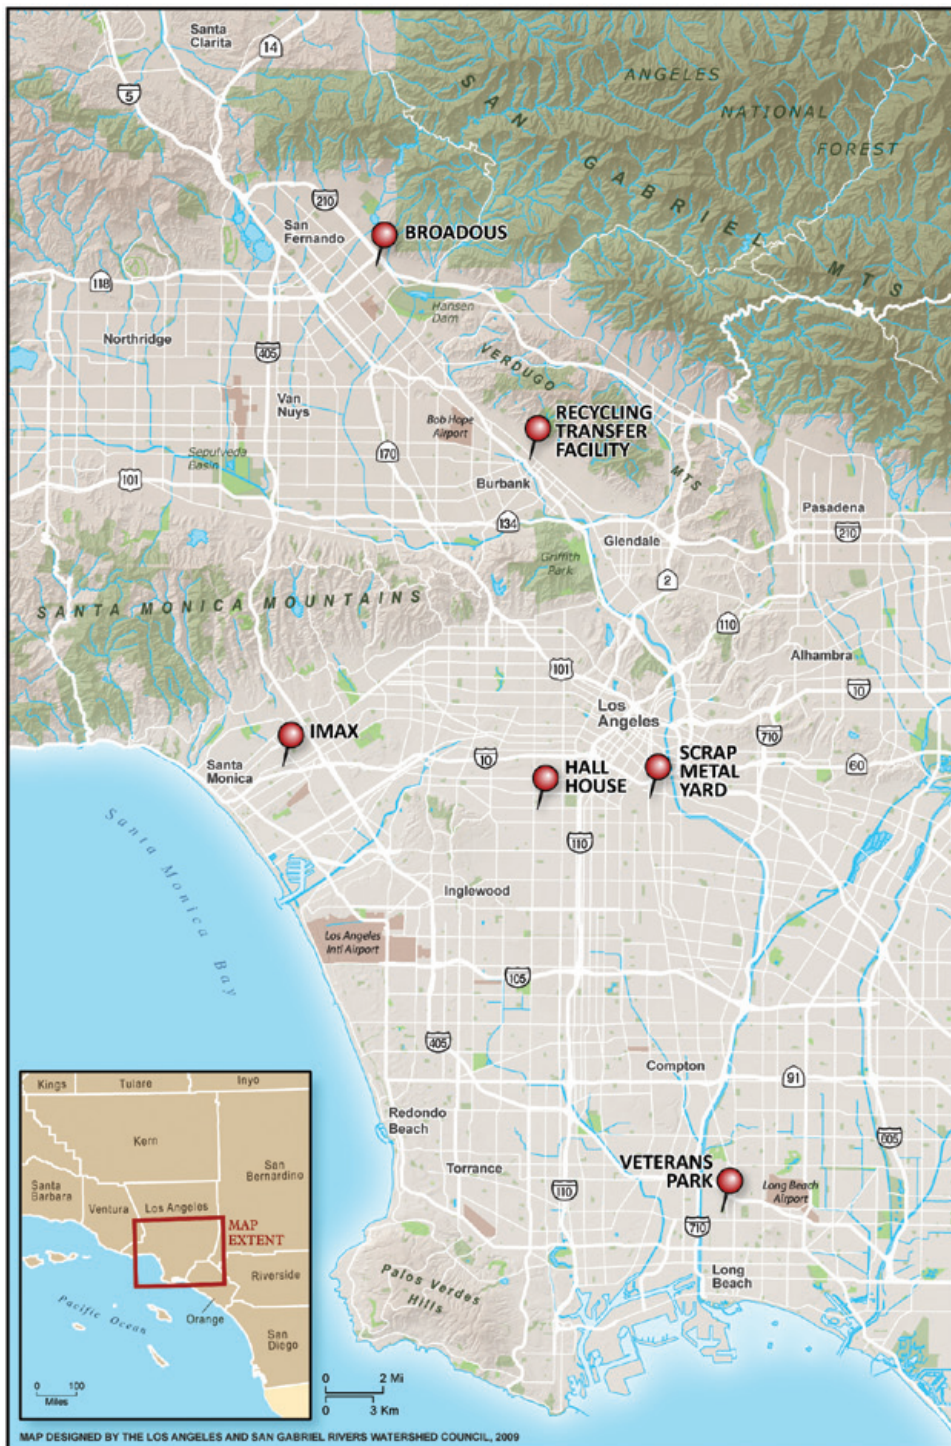 Santa
Clarita
14
5
ANGELES
NATIONAL
FOREST
SAN GABRIEL MTS
210
San
Fernando
BROADOUS
118
Hansen
Dam
Northridge
405
VERDUGO
MTS
Van
Nuys
Bob Hope
Airport
RECYCLING
TRANSFER
FACILITY
170
Sepulveda
Basin
101
Burbank
134
Pasadena
210
Glendale
Griffith
Park
2
SANTA MONICA MOUNTAINS
110
101
Alhambra
10
Los
Angeles
710
IMAX
Santa
Monica
10
HALL
HOUSE
SCRAP
METAL
YARD
60
110
Santa Monica Bay
Inglewood
Los Angeles
Intl Airport
105
405
Compton
91
Redondo
Beach
605
Torrance
VETERANS
PARK
Long Beach
Airport
110
710
Palos Verdes
Hills
Long
Beach
Kings
Tulare
Inyo
Kern
San
Bernardino
Santa
Barbara
Ventura
Los Angeles
MAP
EXTENT
Riverside
Pacific Ocean
Orange
San
Diego
0 100
Miles
0 2 Mi
0 3 Km
MAP DESIGNED BY THE LOS ANGELES AND SAN GABRIEL RIVERS WATERSHED COUNCIL, 2009